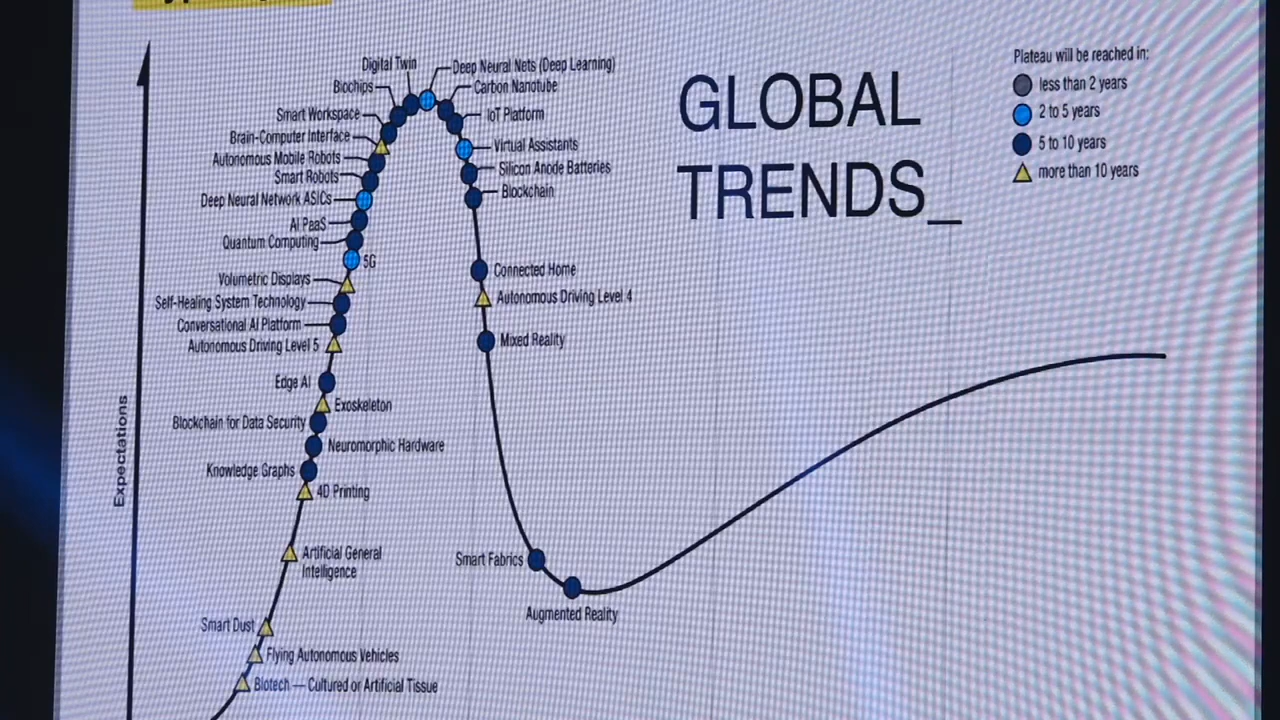 GLOBAL
TRENDS_
Plateau will be reached in:
less than 2 years
2 to 5 years
5 to 10 years
more than 10 years
Expectations
Digital Twin
Biochips
Smart Workspace
Brain-Computer Interface
Autonomous Mobile Robots
Smart Robots
Deep Neural Network ASICs
AI PaaS
Quantum Computing
5G
Volumetric Displays
Self-Healing System Technology
Conversational AI Platform
Autonomous Driving Level 5
Edge AI
Exoskeleton
Blockchain for Data Security
Neuromorphic Hardware
Knowledge Graphs
4D Printing
Artificial General
Intelligence
Smart Dust
Flying Autonomous Vehicles
Biotech — Cultured or Artificial Tissue
Deep Neural Nets (Deep Learning)
Carbon Nanotube
IoT Platform
Virtual Assistants
Silicon Anode Batteries
Blockchain
Connected Home
Autonomous Driving Level 4
Mixed Reality
Smart Fabrics
Augmented Reality